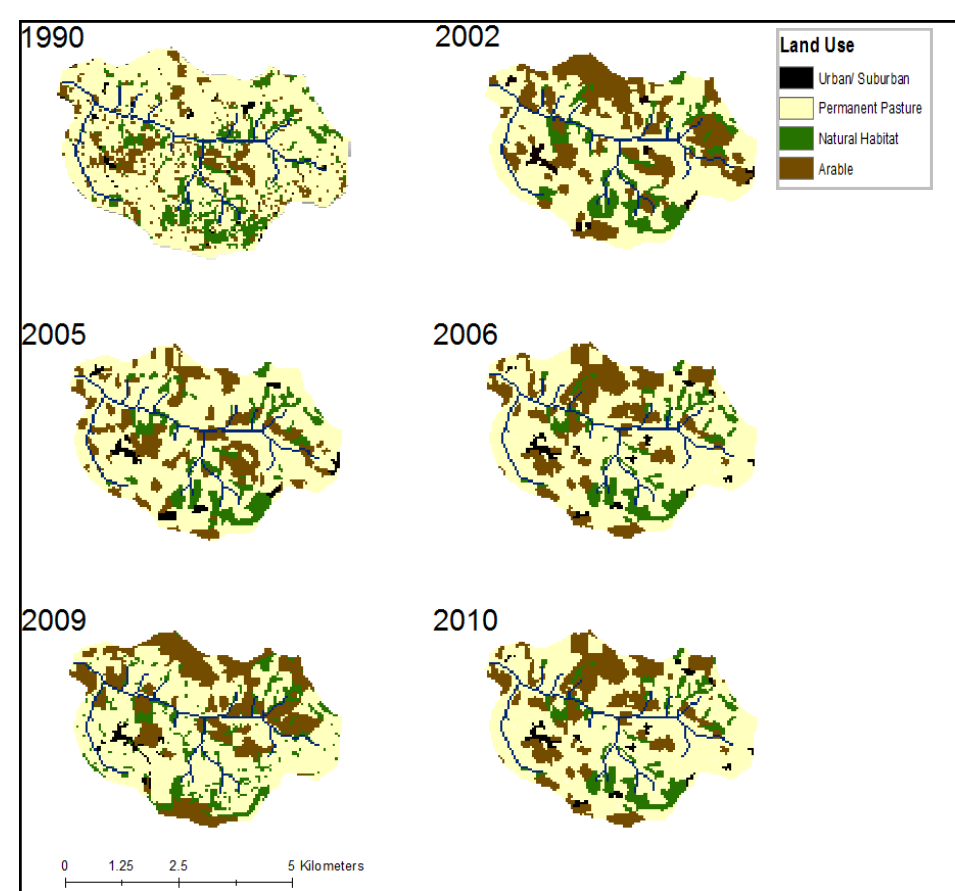 1990
2002
Land Use
Urban/ Suburban
Permanent Pasture
Natural Habitat
Arable
2005
2006
2009
2010
0 1.25 2.5 5 Kilometers